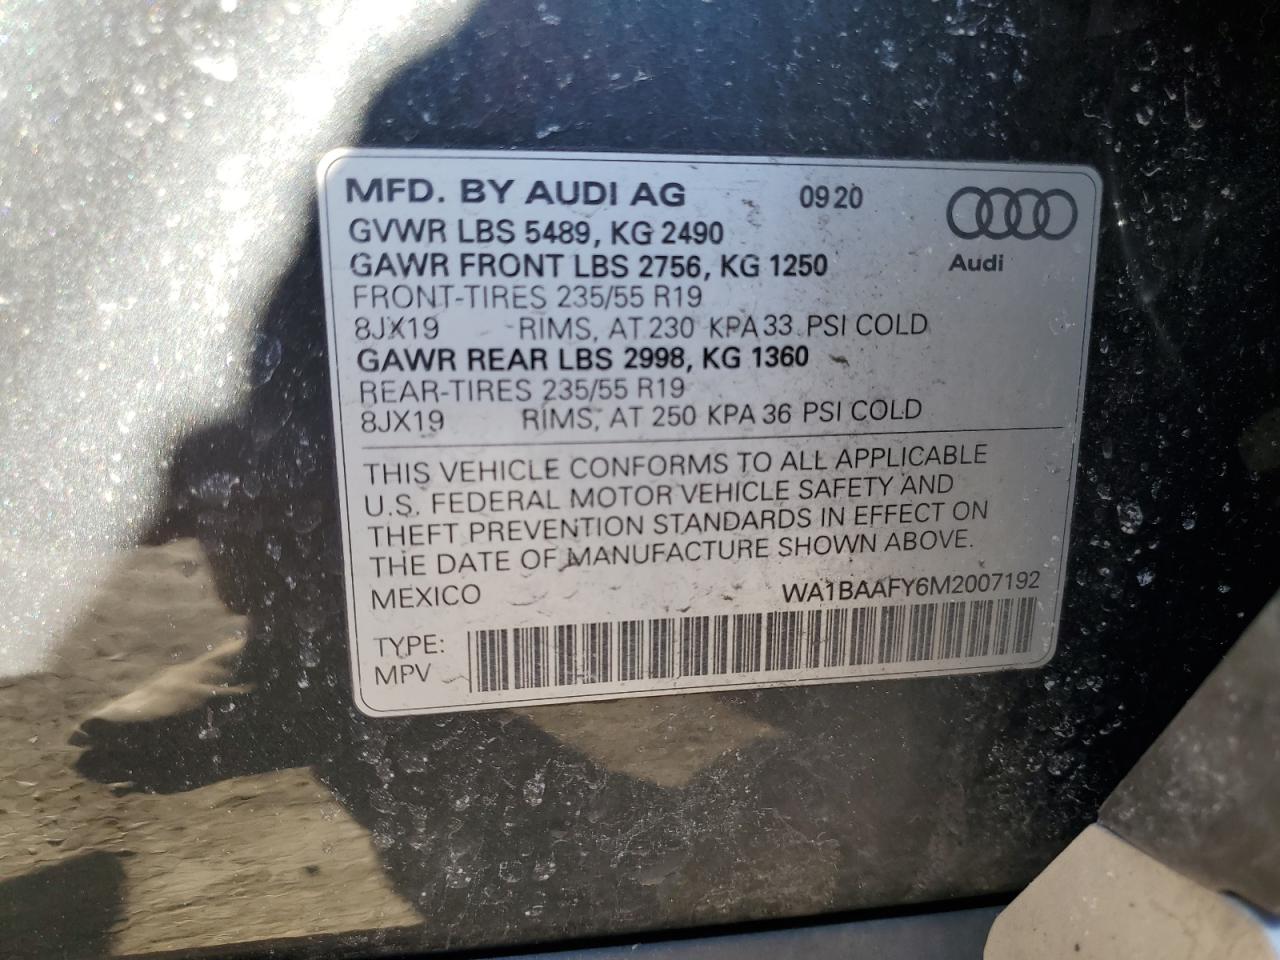 MFD. BY AUDI AG 0920
GVWR LBS 5489, KG 2490
GAWR FRONT LBS 2756, KG 1250
Audi
FRONT-TIRES 235/55 R19
8JX19 RIMS, AT 230 KPA 33 PSI COLD
GAWR REAR LBS 2998, KG 1360
REAR-TIRES 235/55 R19
8JX19 RIMS, AT 250 KPA 36 PSI COLD
THIS VEHICLE CONFORMS TO ALL APPLICABLE
U.S. FEDERAL MOTOR VEHICLE SAFETY AND
THEFT PREVENTION STANDARDS IN EFFECT ON
THE DATE OF MANUFACTURE SHOWN ABOVE.
MEXICO WA1BAAFY6M2007192
TYPE:
MPV